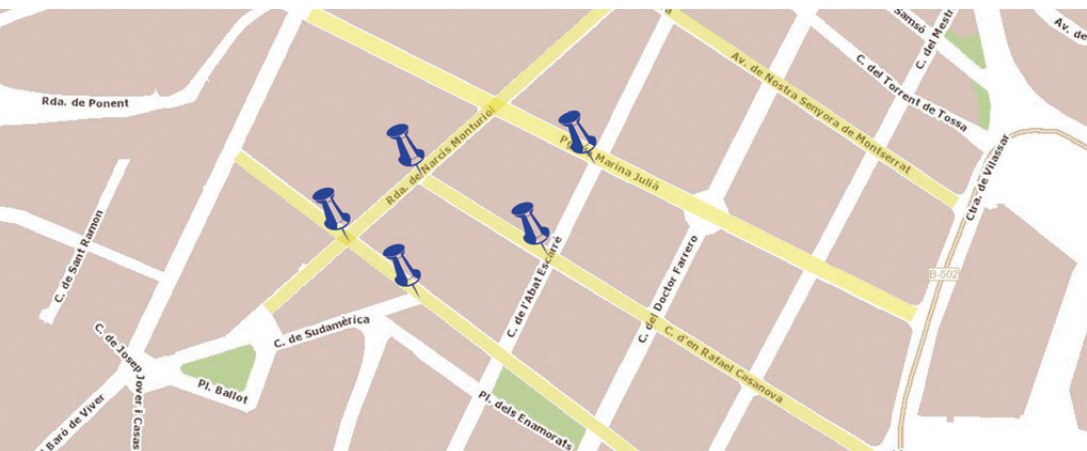 Samsó
C. del Mestr
Av. de
Rda. de Ponent
Av. de Nostra Senyora de Montserrat
C. del Torrent de Tossa
Rda. de Narcís Monturiol
Marina Julià
Ctra. de Vilassar
C. de Sant Ramon
C. de l'Abat Escarré
C. del Doctor Farrero
B-502
C. de Sudamèrica
C. d'en Rafael Casanova
C. de Josep Jover i Casas
Pl. Ballot
Pl. dels Enamorats
Baró de Viver